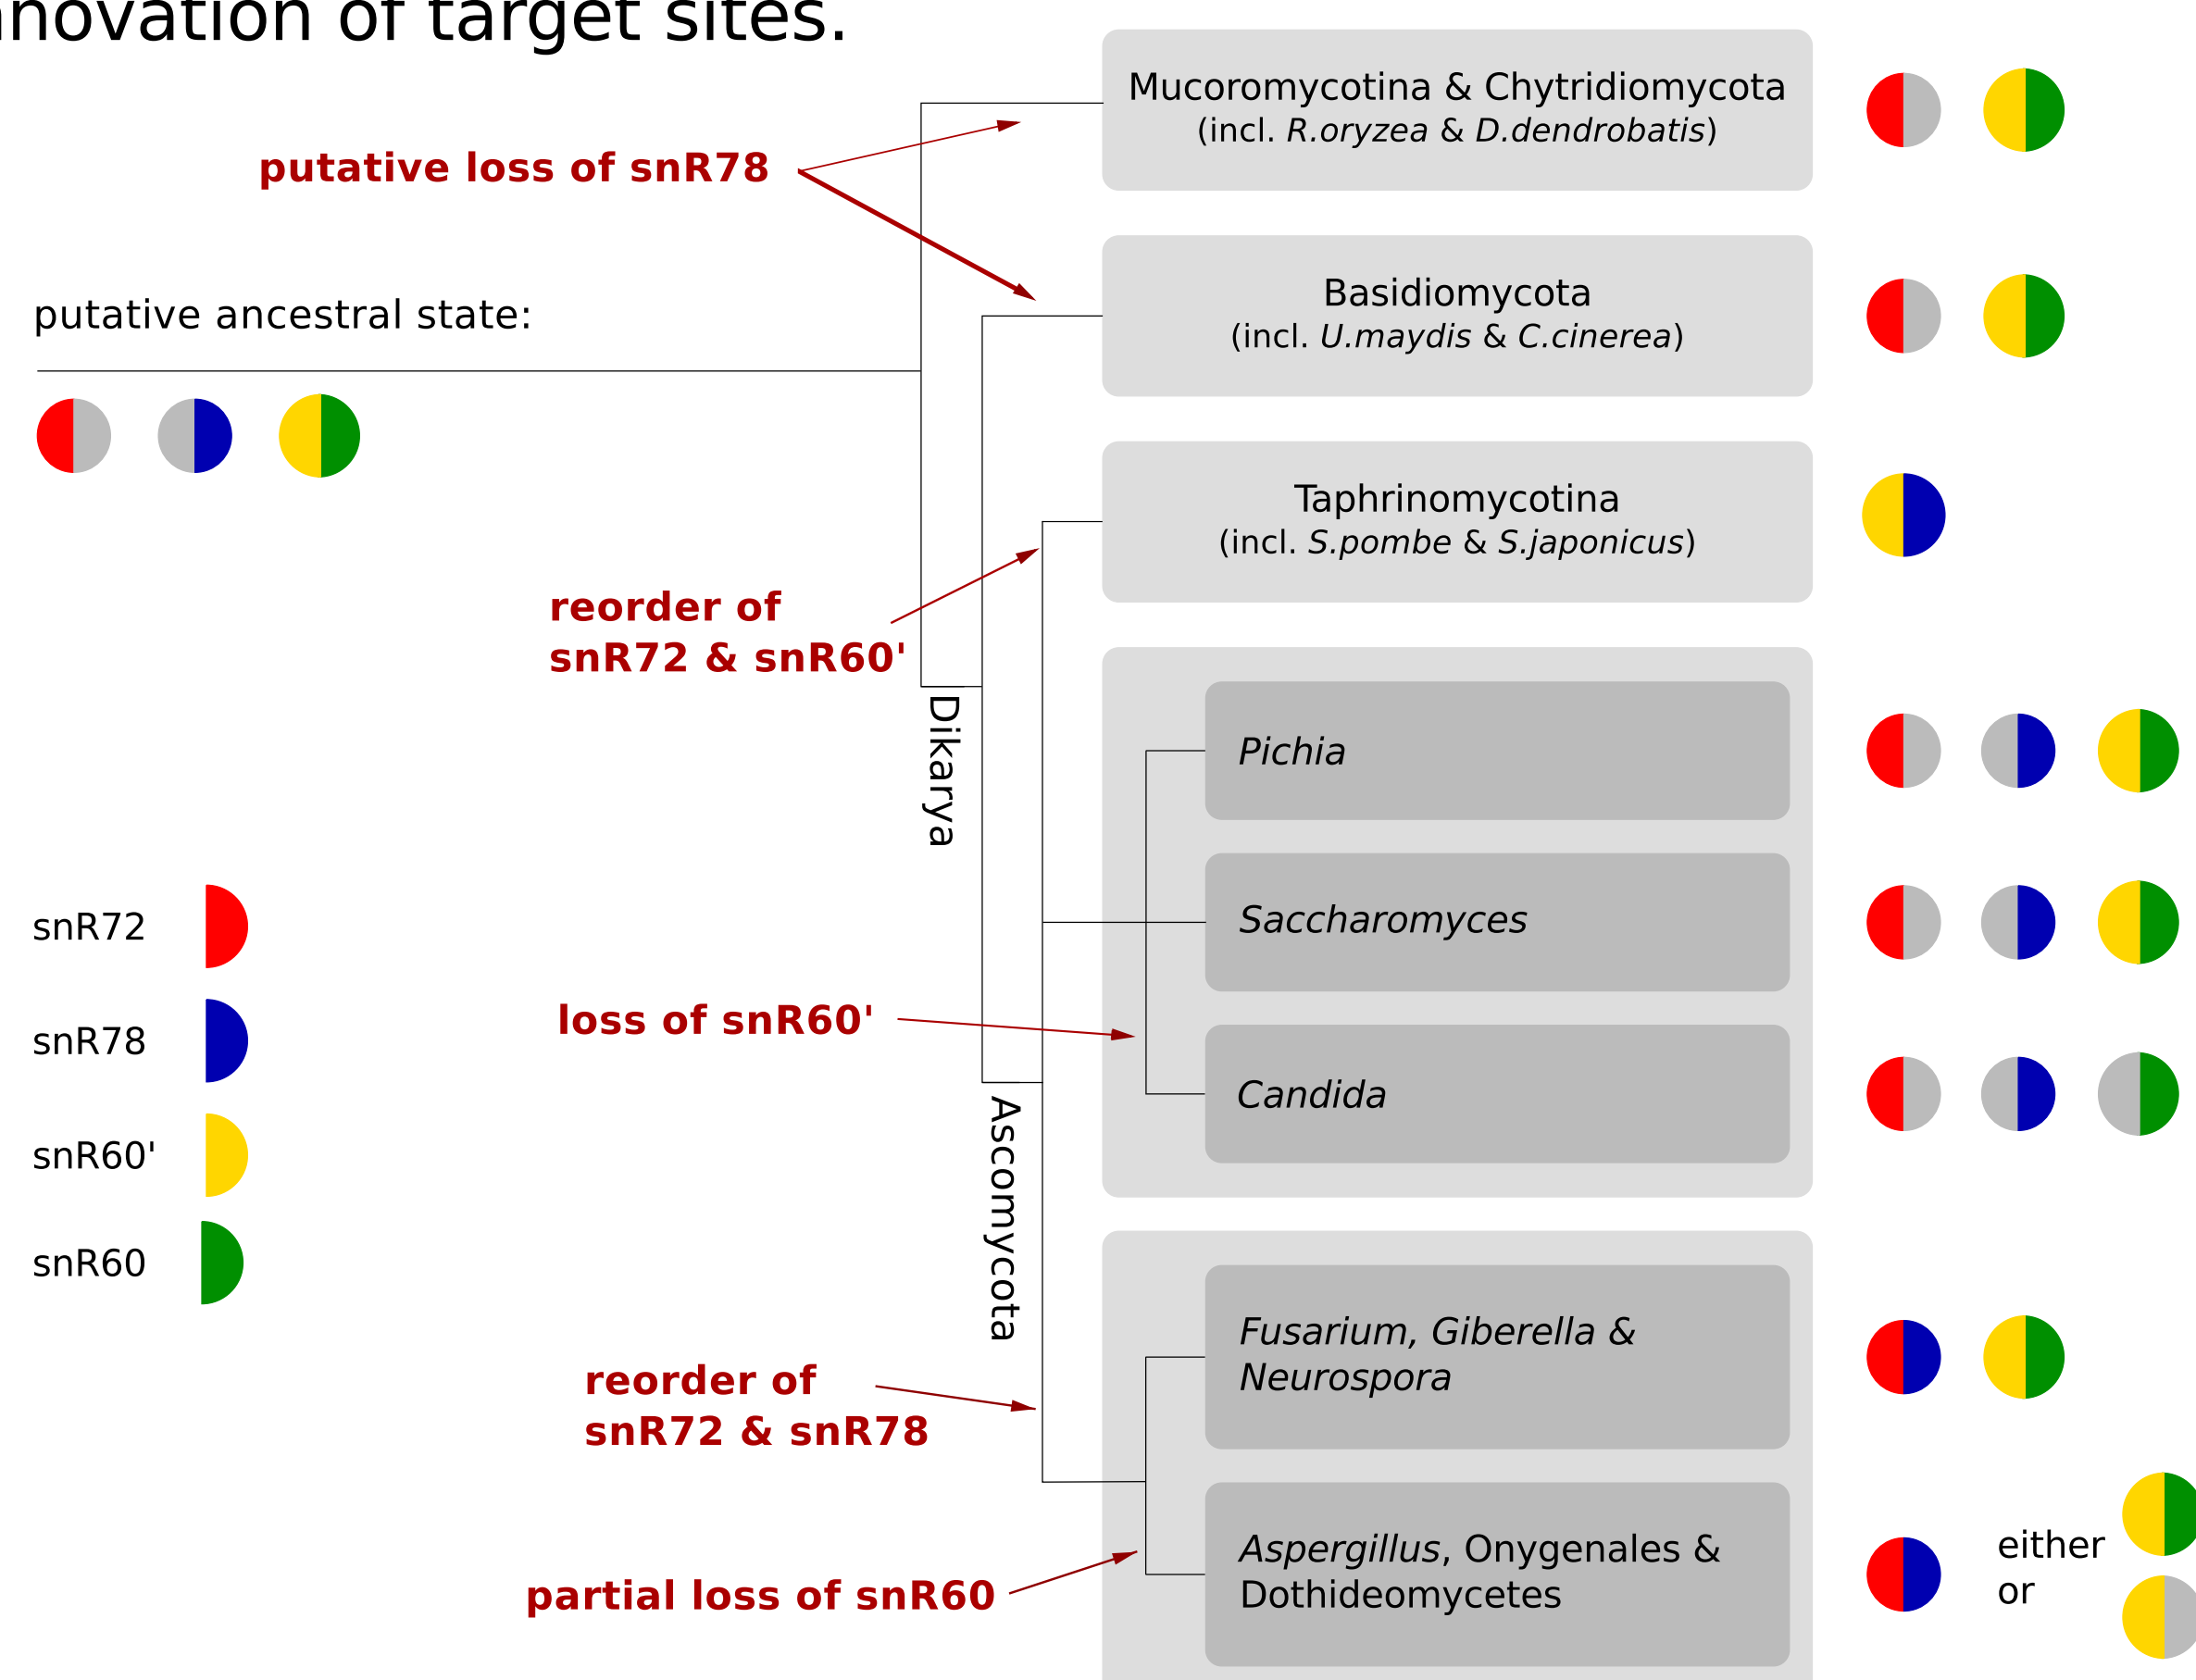 novation of target sites.
Mucoromycotina & Chytridiomycota
(incl. R.oryzea & D.dendrobatis)
putative loss of snR78
Basidiomycota
(incl. U.maydis & C.cinerea)
putative ancestral state:
Taphrinomycotina
(incl. S.pombe & S.japonicus)
reorder of
snR72 & snR60'
Dikarya
Pichia
Saccharomyces
snR72
loss of snR60'
snR78
Candida
Ascomycota
snR60'
snR60
Fusarium, Giberella &
Neurospora
reorder of
snR72 & snR78
Aspergillus, Onygenales &
Dothideomycetes
either
or
partial loss of snR60